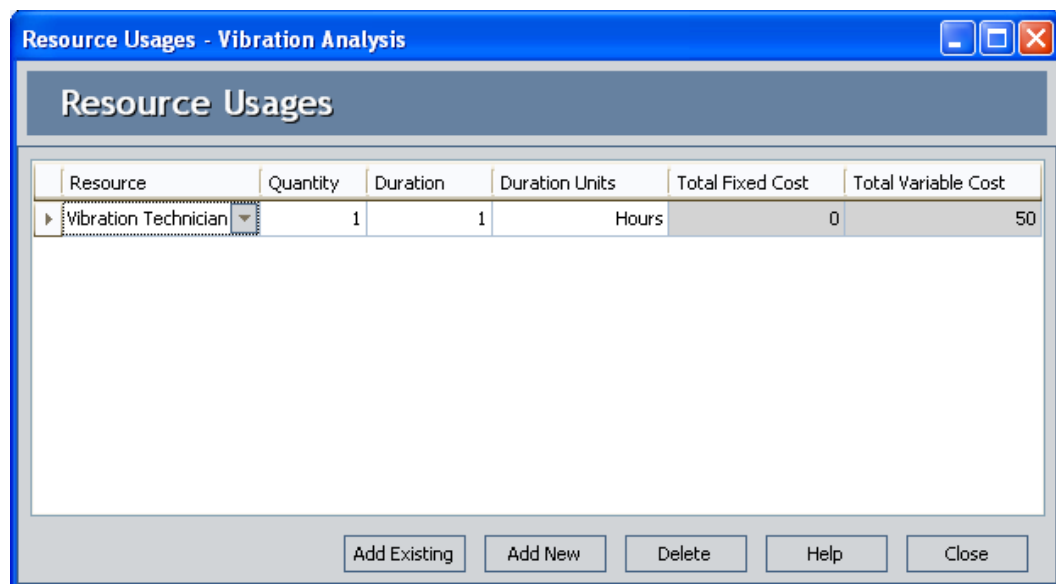 Resource Usages - Vibration Analysis
Resource Usages
Resource Quantity Duration Duration Units Total Fixed Cost Total Variable Cost
Vibration Technician 1 1 Hours 0 50
Add Existing Add New Delete Help Close